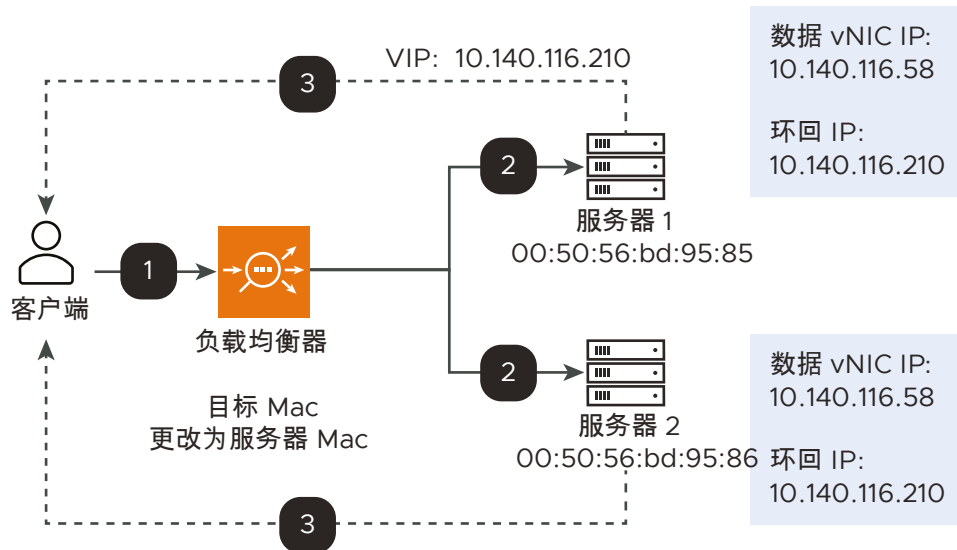 VIP: 10.140.116.210
3
数据 vNIC IP:
10.140.116.58
环回 IP:
10.140.116.210
2
服务器 1
00:50:56:bd:95:85
1
客户端
负载均衡器
目标 Mac
更改为服务器 Mac
2
服务器 2
00:50:56:bd:95:86
数据 vNIC IP:
10.140.116.58
环回 IP:
10.140.116.210
3